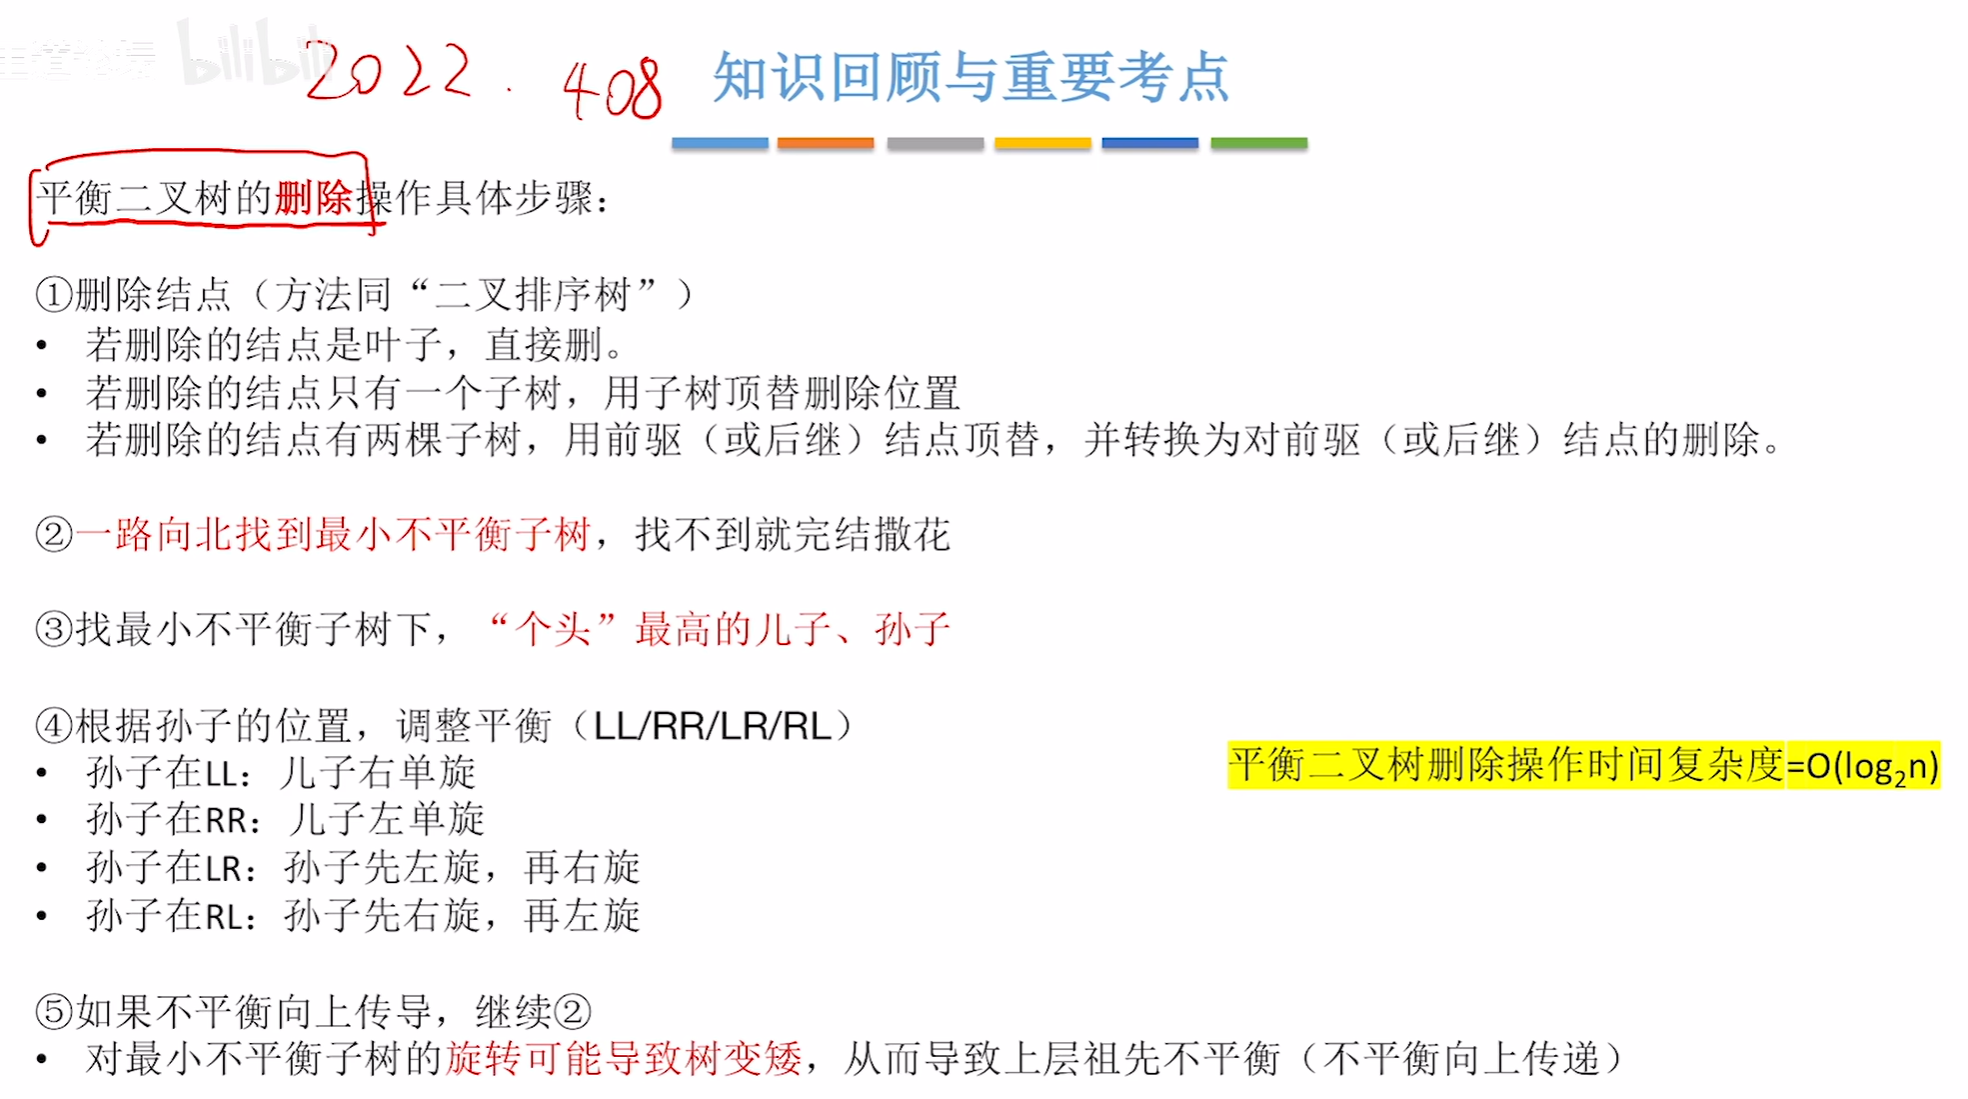 bilibili
2022. 408
知识回顾与重要考点
平衡二叉树的删除操作具体步骤：
①删除结点（方法同“二叉排序树”）
• 若删除的结点是叶子，直接删。
• 若删除的结点只有一个子树，用子树顶替删除位置
• 若删除的结点有两棵子树，用前驱（或后继）结点顶替，并转换为对前驱（或后继）结点的删除。
②一路向北找到最小不平衡子树，找不到就完结撒花
③找最小不平衡子树下，“个头”最高的儿子、孙子
④根据孙子的位置，调整平衡（LL/RR/LR/RL）
• 孙子在LL：儿子右单旋
• 孙子在RR：儿子左单旋
• 孙子在LR：孙子先左旋，再右旋
• 孙子在RL：孙子先右旋，再左旋
平衡二叉树删除操作时间复杂度=O(log₂n)
⑤如果不平衡向上传导，继续②
• 对最小不平衡子树的旋转可能导致树变矮，从而导致上层祖先不平衡（不平衡向上传递）